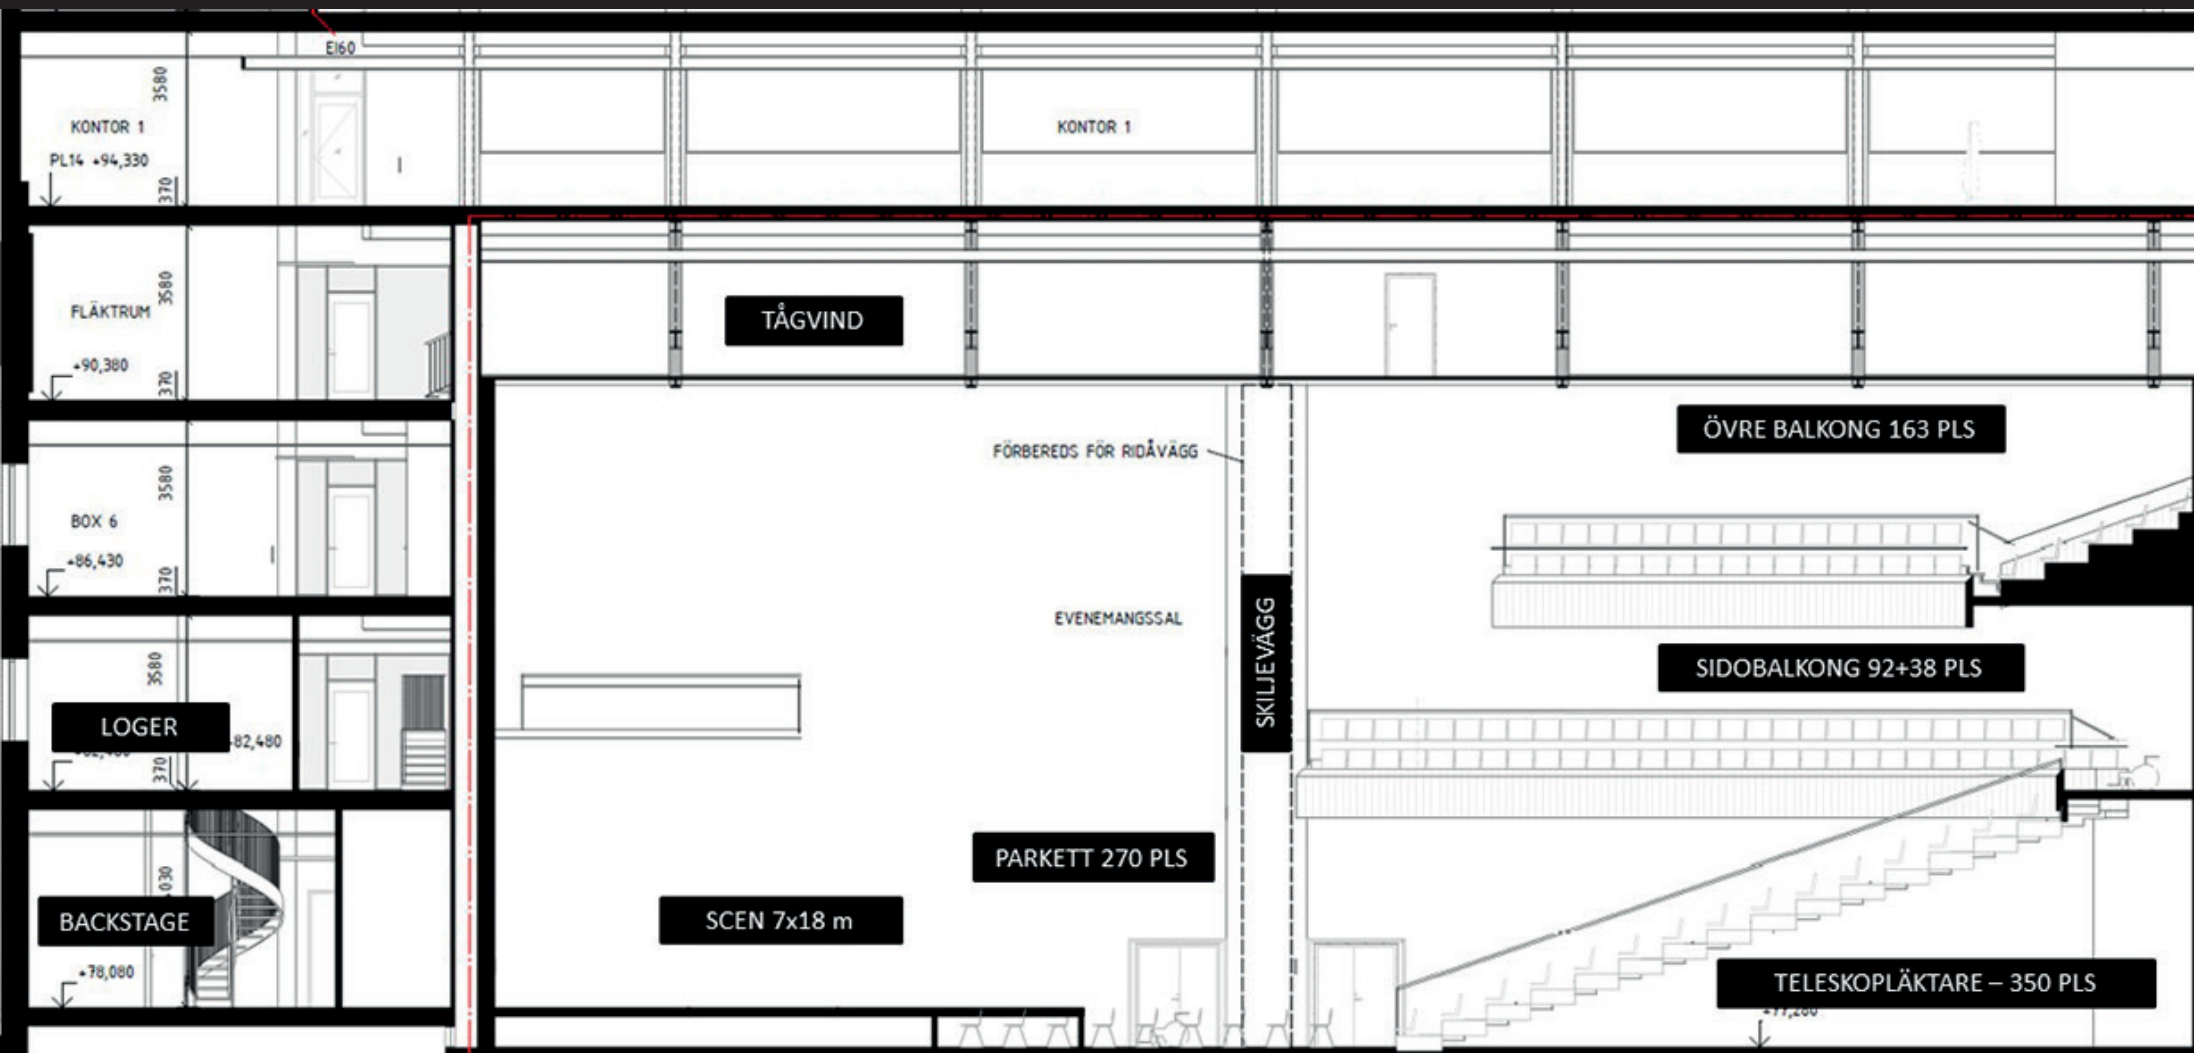 EI60
3580
KONTOR 1
KONTOR 1
PL14 +94,330
370
3580
FLÄKTRUM
TÅGVIND
+90,380
370
ÖVRE BALKONG 163 PLS
FÖRBEREDS FÖR RIDÅVÄGG
3580
BOX 6
+86,430
370
EVENEMANGSSAL
SKILJEVÄGG
3580
SIDOBALKONG 92+38 PLS
LOGER
+82,480
370
PARKETT 270 PLS
BACKSTAGE
SCEN 7x18 m
+78,080
TELESKOPLÄKTARE – 350 PLS